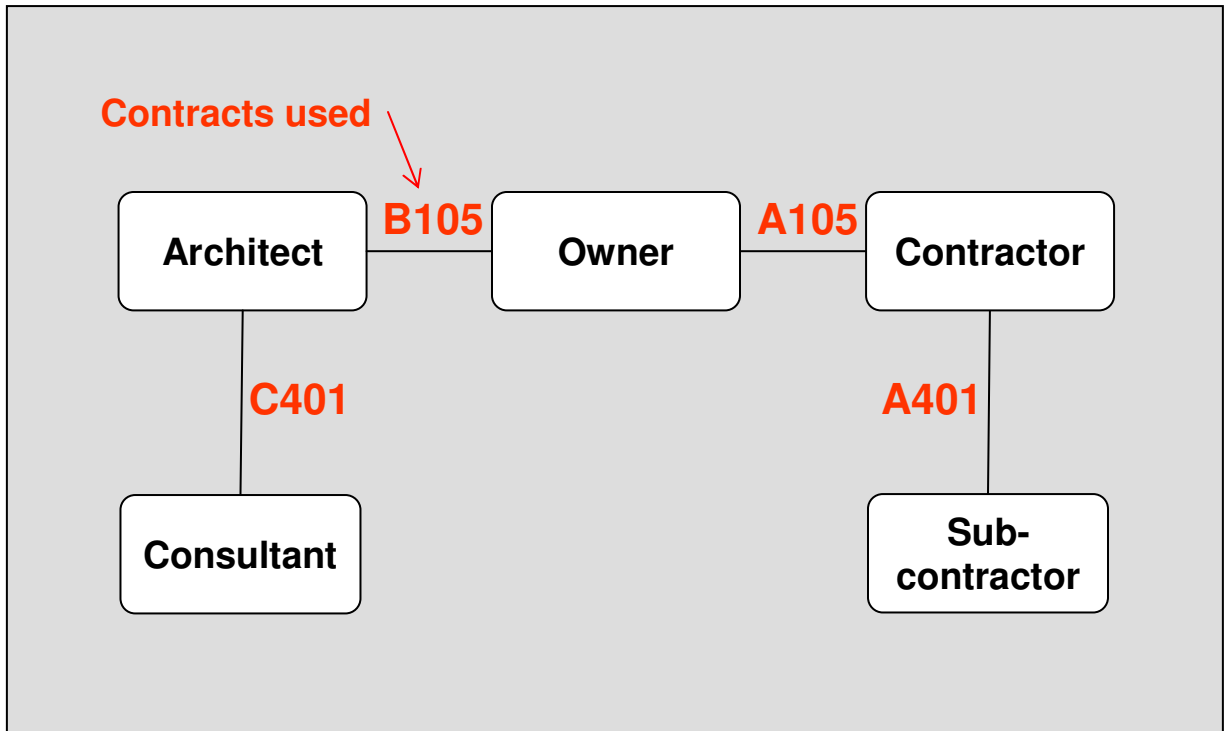 Contracts used
B105
A105
Architect
Owner
Contractor
C401
A401
Consultant
Sub-
contractor